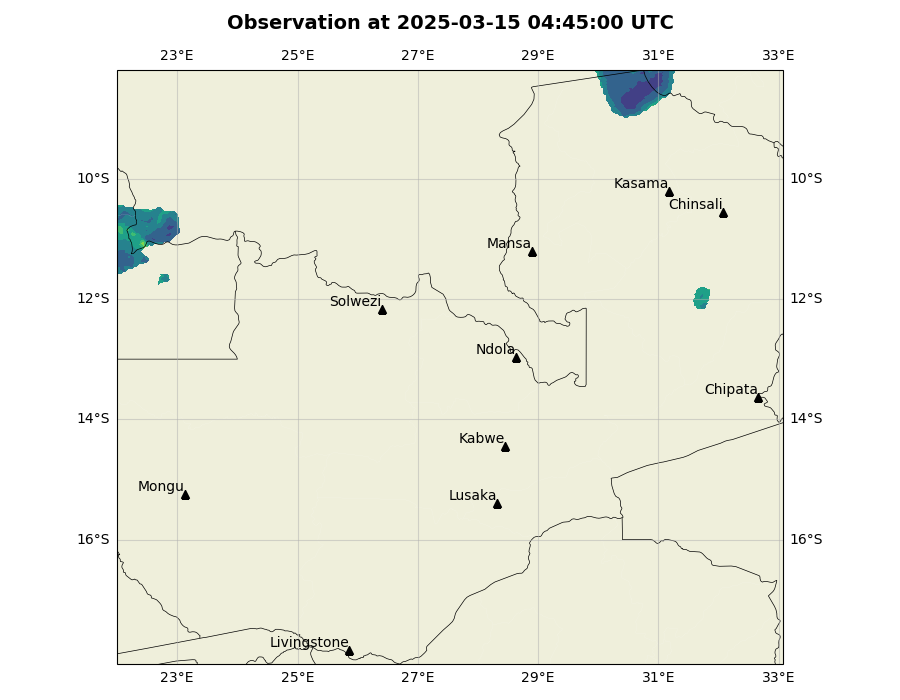 Observation at 2025-03-15 04:45:00 UTC
23°E 25°E 27°E 29°E 31°E 33°E
10°S 10°S
Kasama
Chinsali
Mansa
12°S 12°S
Solwezi
Ndola
Chipata
14°S 14°S
Kabwe
Mongu
Lusaka
16°S 16°S
Livingstone
23°E 25°E 27°E 29°E 31°E 33°E